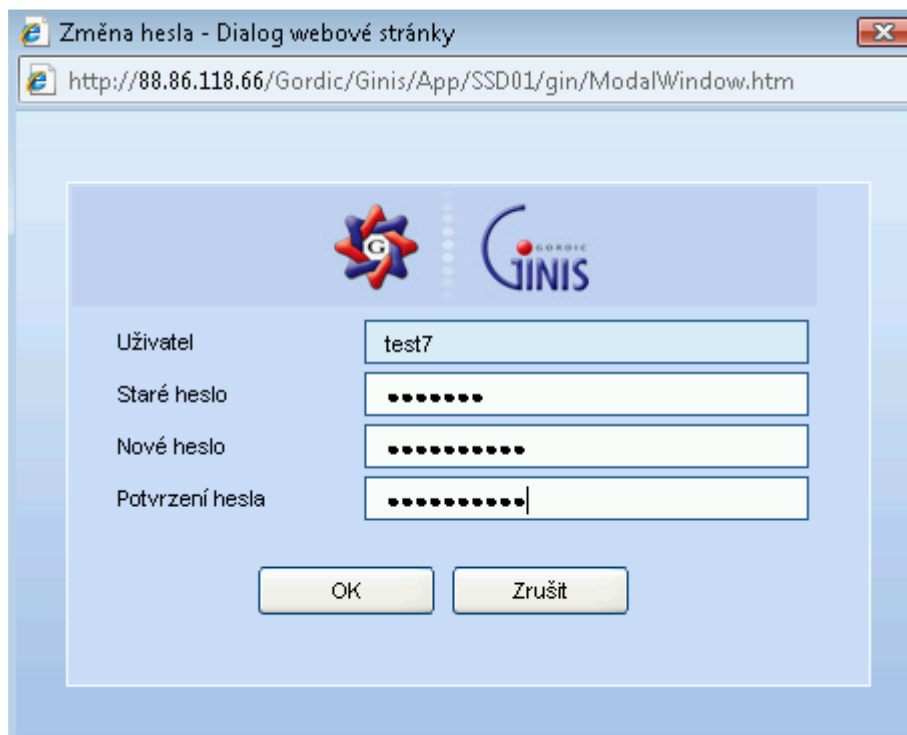 Změna hesla - Dialog webové stránky
http://88.86.118.66/Gordic/Ginis/App/SSD01/gin/ModalWindow.htm
G
GORDIC
GINIS
Uživatel test7
Staré heslo •••••••
Nové heslo ••••••••••
Potvrzení hesla ••••••••••
OK Zrušit